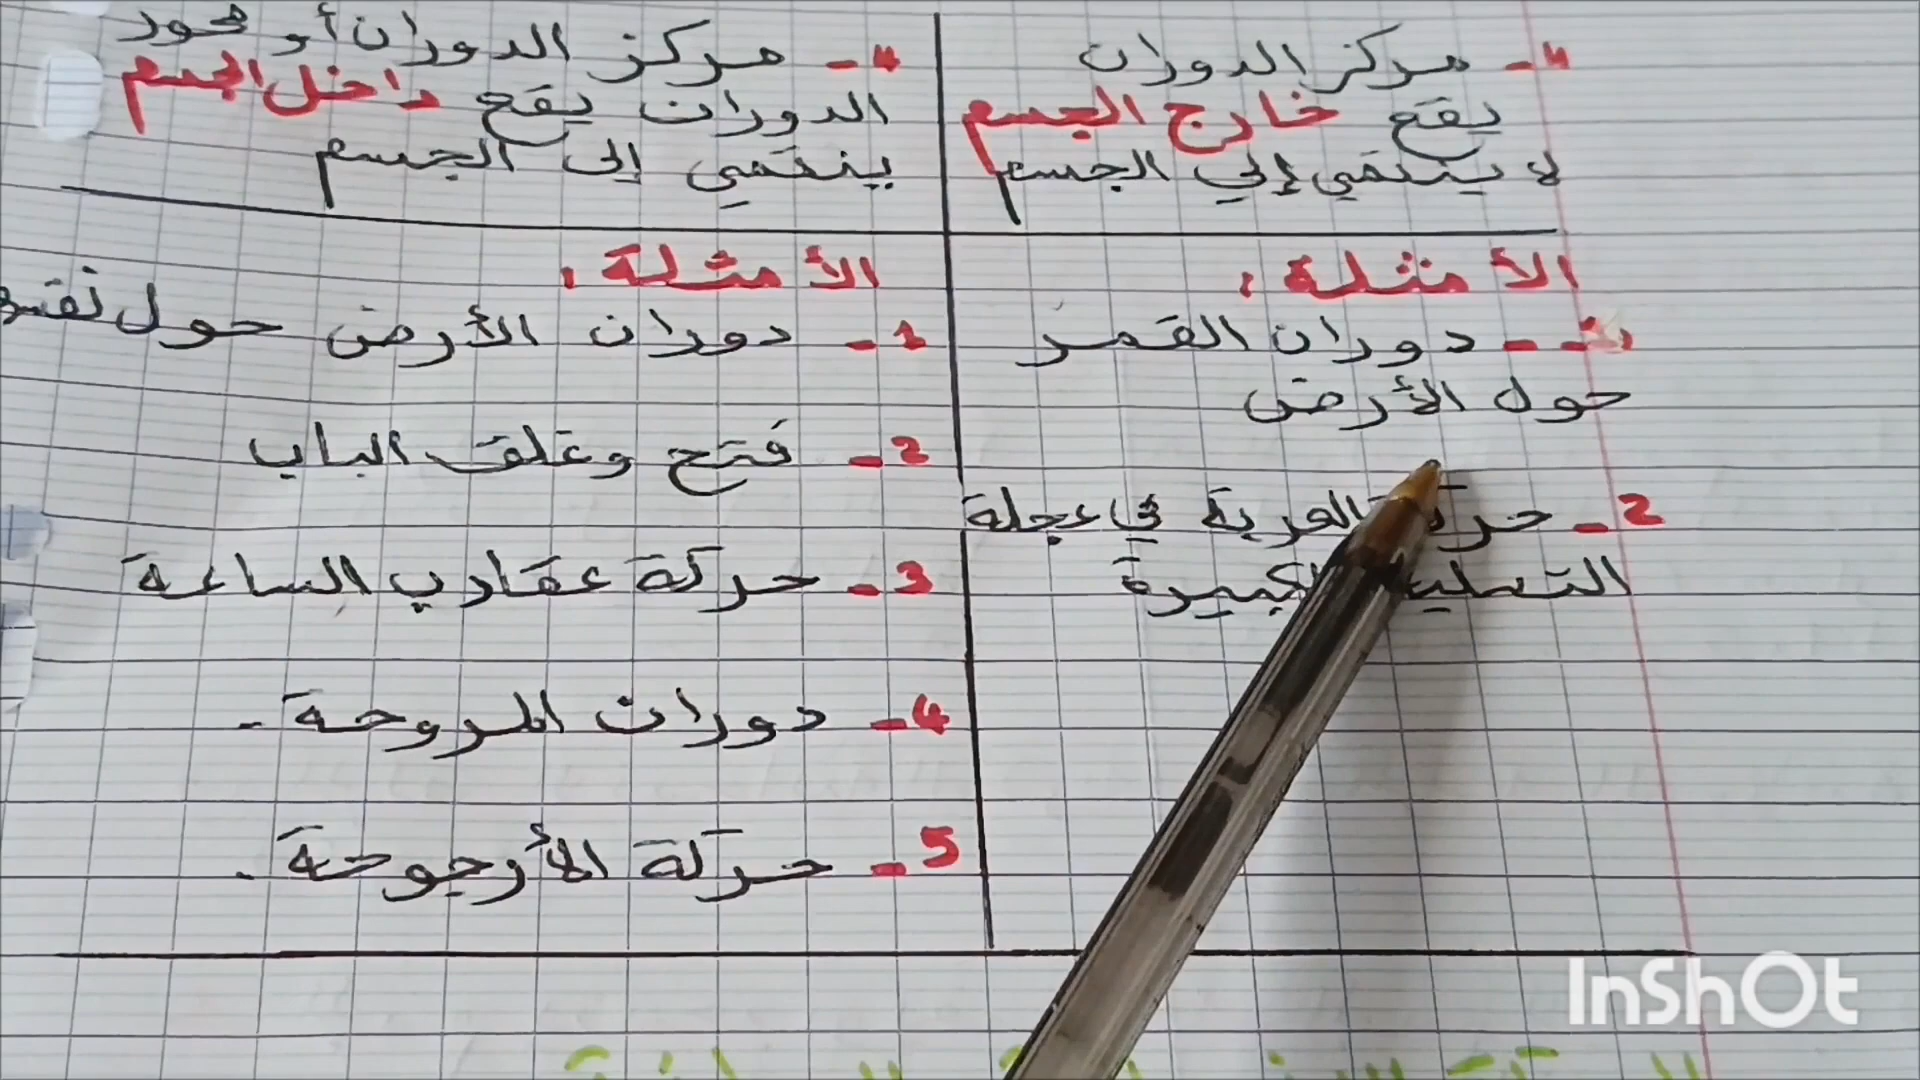 4- مركز الدوران
يقع خارج الجسم
لا ينتمي إلى الجسم
الأمثلة:
دوران القمر
حول الأرض
2- حركة العربة في عجلة
التسلية الكبيرة
4- مركز الدوران أو محور
الدوران يقع داخل الجسم
ينتمي إلى الجسم
الأمثلة:
1- دوران الأرض حول نفسها
2- فتح وغلق الباب
3- حركة عقارب الساعة
4- دوران المروحة.
5- حركة الأرجوحة.
InShOt